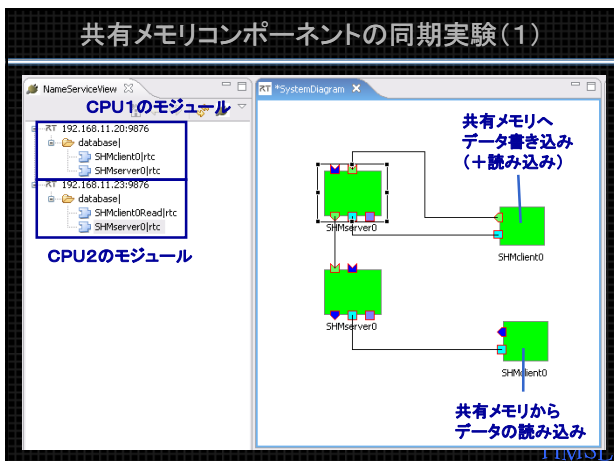 共有メモリコンポーネントの同期実験（1）
NameServiceView
*SystemDiagram
CPU1のモジュール
192.168.11.20:9876
database|
SHMclient0|rtc
SHMserver0|rtc
192.168.11.23:9876
database|
SHMclient0Read|rtc
SHMserver0|rtc
CPU2のモジュール
共有メモリへ
データ書き込み
（＋読み込み）
SHMserver0
SHMclient0
SHMserver0
SHMclient0
共有メモリから
データの読み込み